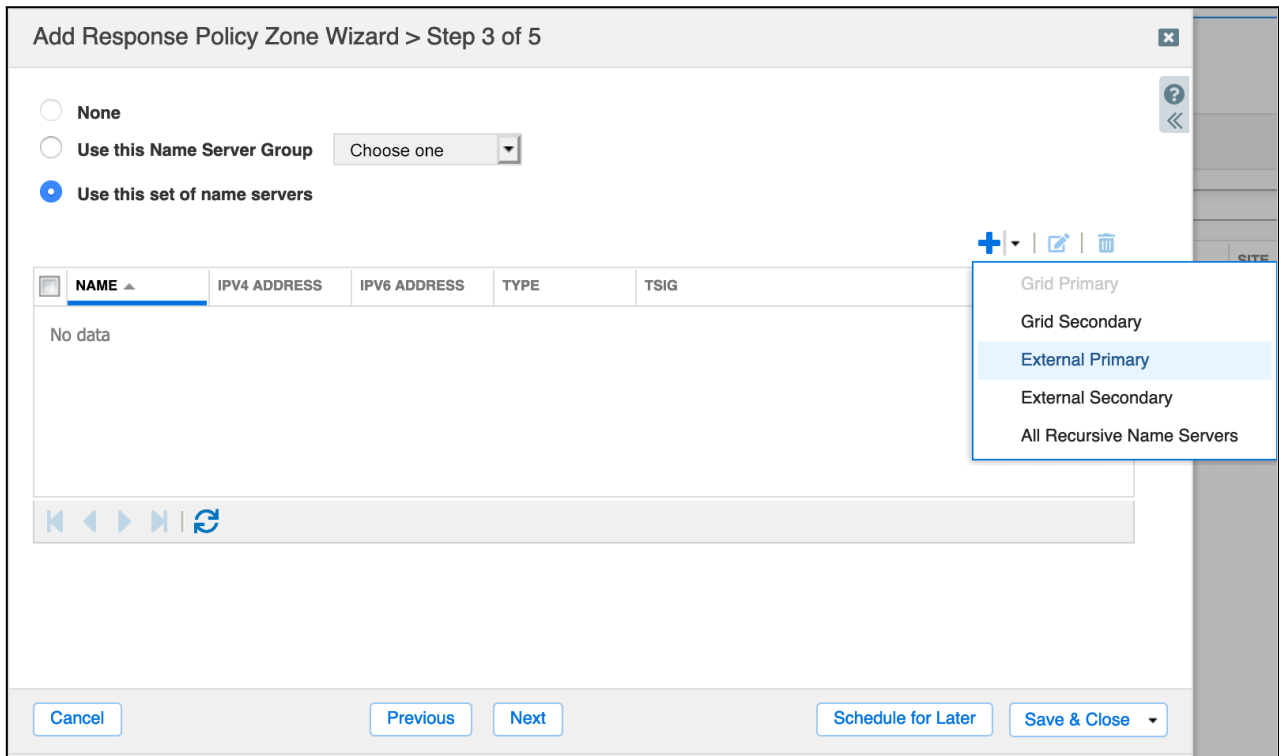 Add Response Policy Zone Wizard > Step 3 of 5
None
Use this Name Server Group Choose one
Use this set of name servers
SITE
NAME IPV4 ADDRESS IPV6 ADDRESS TYPE TSIG
No data
Grid Primary
Grid Secondary
External Primary
External Secondary
All Recursive Name Servers
Cancel Previous Next Schedule for Later Save & Close